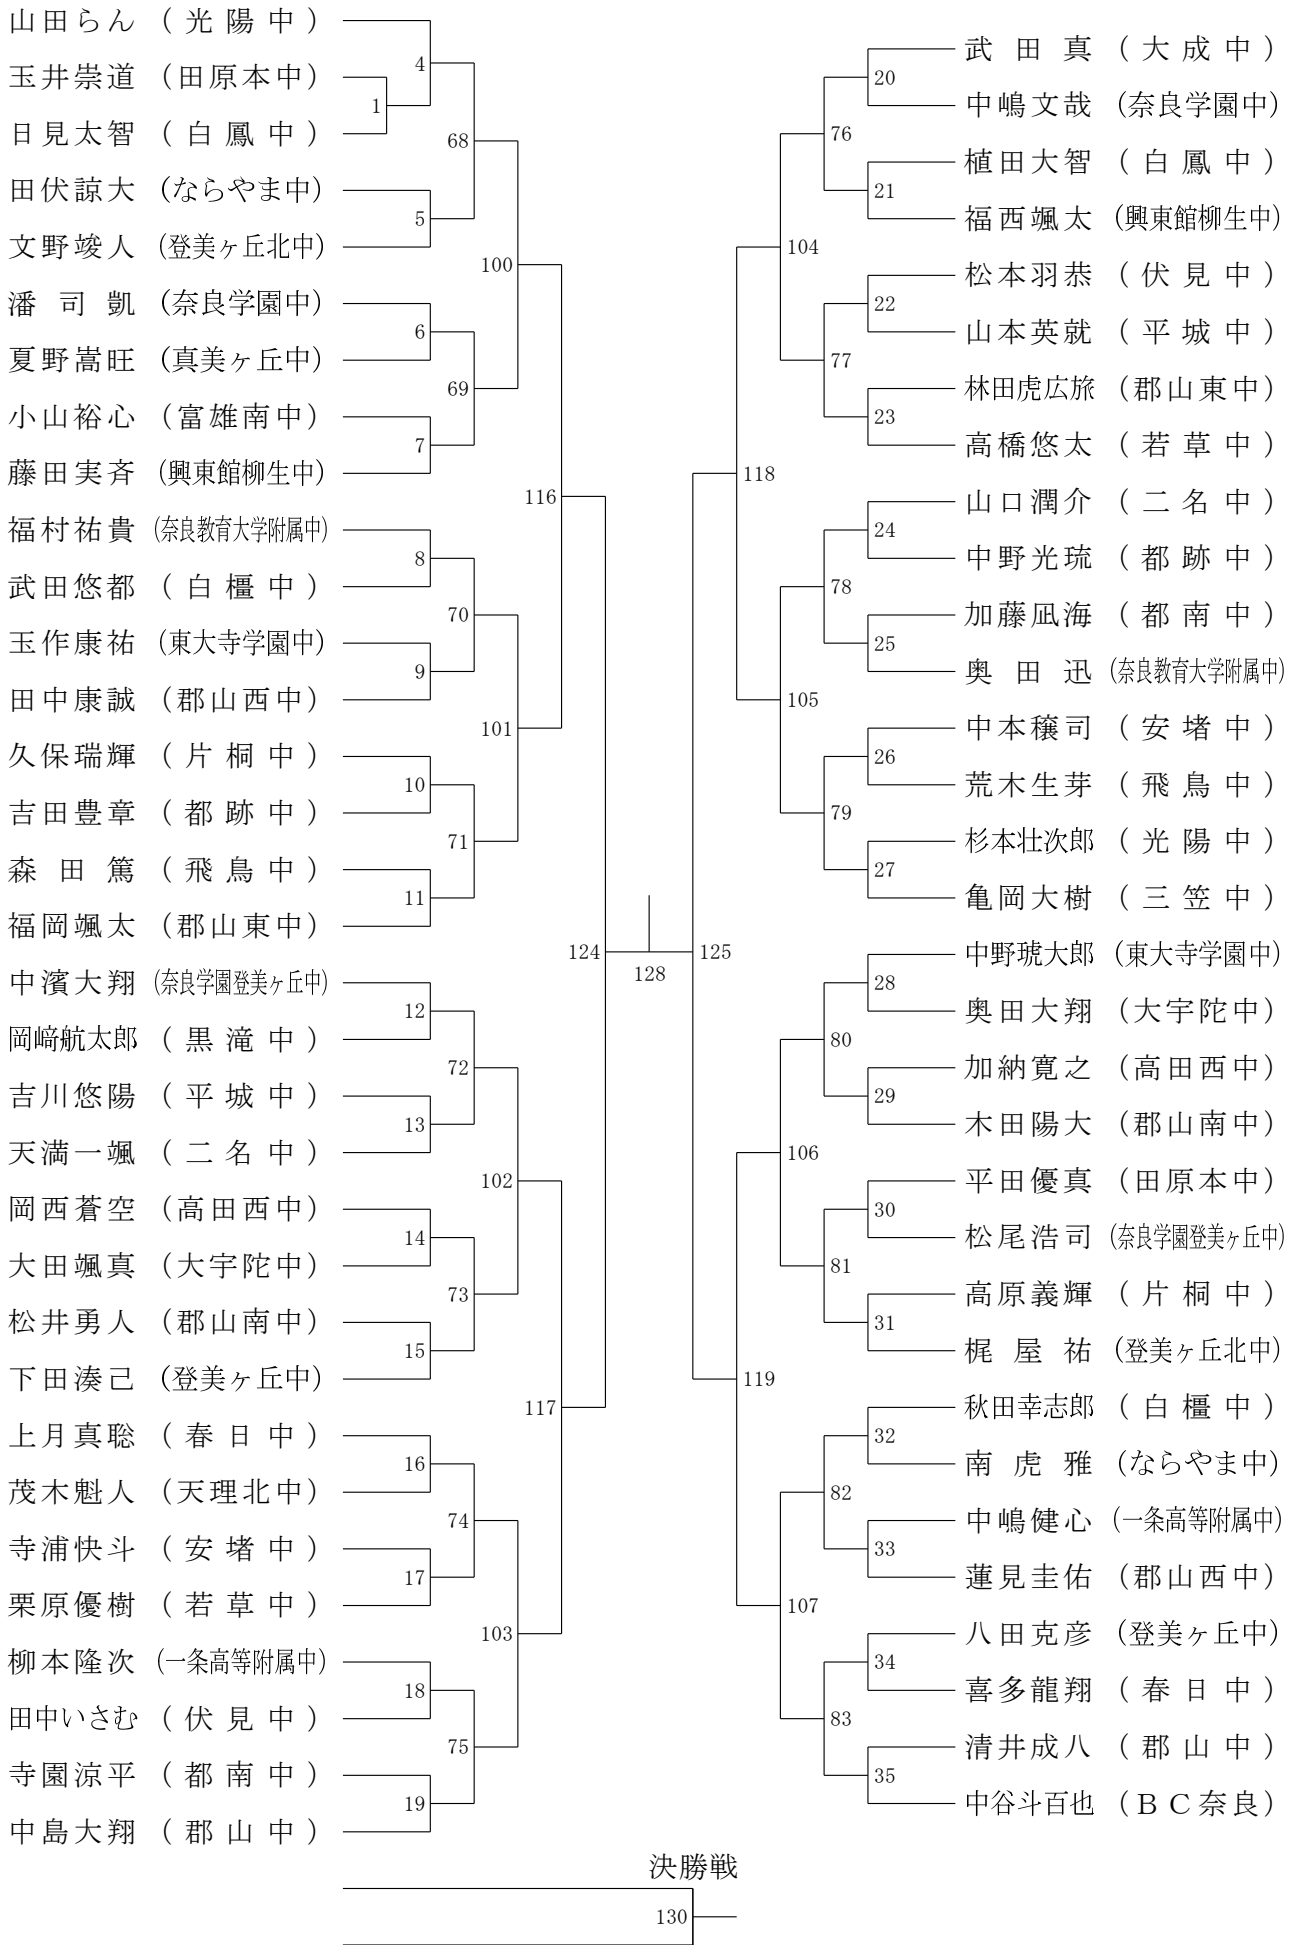 山田らん (光陽中)
玉井崇道 (田原本中)
日見太智 (白鳳中)
田伏諒大 (ならやま中)
文野竣人 (登美ヶ丘北中)
潘司凱 (奈良学園中)
夏野嵩旺 (真美ヶ丘中)
小山裕心 (富雄南中)
藤田実斉 (興東館柳生中)
福村祐貴 (奈良教育大学附属中)
武田悠都 (白橿中)
玉作康祐 (東大寺学園中)
田中康誠 (郡山西中)
久保瑞輝 (片桐中)
吉田豊章 (都跡中)
森田篤 (飛鳥中)
福岡颯太 (郡山東中)
中濱大翔 (奈良学園登美ヶ丘中)
岡﨑航太郎 (黒滝中)
吉川悠陽 (平城中)
天満一颯 (二名中)
岡西蒼空 (高田西中)
大田颯真 (大宇陀中)
松井勇人 (郡山南中)
下田湊己 (登美ヶ丘中)
上月真聡 (春日中)
茂木魁人 (天理北中)
寺浦快斗 (安堵中)
栗原優樹 (若草中)
柳本隆次 (一条高等附属中)
田中いさむ (伏見中)
寺園涼平 (都南中)
中島大翔 (郡山中)
1
4
5
6
7
8
9
10
11
12
13
14
15
16
17
18
19
68
69
70
71
72
73
74
75
100
101
102
103
116
117
124
128
125
118
119
104
105
106
107
76
77
78
79
80
81
82
83
20
21
22
23
24
25
26
27
28
29
30
31
32
33
34
35
武田真 (大成中)
中嶋文哉 (奈良学園中)
植田大智 (白鳳中)
福西颯太 (興東館柳生中)
松本羽恭 (伏見中)
山本英就 (平城中)
林田虎広旅 (郡山東中)
高橋悠太 (若草中)
山口潤介 (二名中)
中野光琉 (都跡中)
加藤凪海 (都南中)
奥田迅 (奈良教育大学附属中)
中本穣司 (安堵中)
荒木生芽 (飛鳥中)
杉本壮次郎 (光陽中)
亀岡大樹 (三笠中)
中野琥大郎 (東大寺学園中)
奥田大翔 (大宇陀中)
加納寛之 (高田西中)
木田陽大 (郡山南中)
平田優真 (田原本中)
松尾浩司 (奈良学園登美ヶ丘中)
高原義輝 (片桐中)
梶屋祐 (登美ヶ丘北中)
秋田幸志郎 (白橿中)
南虎雅 (ならやま中)
中嶋健心 (一条高等附属中)
蓮見圭佑 (郡山西中)
八田克彦 (登美ヶ丘中)
喜多龍翔 (春日中)
清井成八 (郡山中)
中谷斗百也 (BC奈良)
決勝戦
130